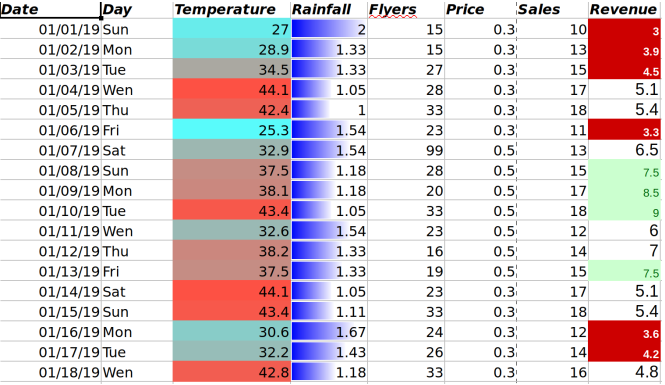 Date Day Temperature Rainfall Flyers Price Sales Revenue
01/01/19 Sun 27 2 15 0.3 10 3
01/02/19 Mon 28.9 1.33 15 0.3 13 3.9
01/03/19 Tue 34.5 1.33 27 0.3 15 4.5
01/04/19 Wen 44.1 1.05 28 0.3 17 5.1
01/05/19 Thu 42.4 1 33 0.3 18 5.4
01/06/19 Fri 25.3 1.54 23 0.3 11 3.3
01/07/19 Sat 32.9 1.54 99 0.5 13 6.5
01/08/19 Sun 37.5 1.18 28 0.5 15 7.5
01/09/19 Mon 38.1 1.18 20 0.5 17 8.5
01/10/19 Tue 43.4 1.05 33 0.5 18 9
01/11/19 Wen 32.6 1.54 23 0.5 12 6
01/12/19 Thu 38.2 1.33 16 0.5 14 7
01/13/19 Fri 37.5 1.33 19 0.5 15 7.5
01/14/19 Sat 44.1 1.05 23 0.3 17 5.1
01/15/19 Sun 43.4 1.11 33 0.3 18 5.4
01/16/19 Mon 30.6 1.67 24 0.3 12 3.6
01/17/19 Tue 32.2 1.43 26 0.3 14 4.2
01/18/19 Wen 42.8 1.18 33 0.3 16 4.8